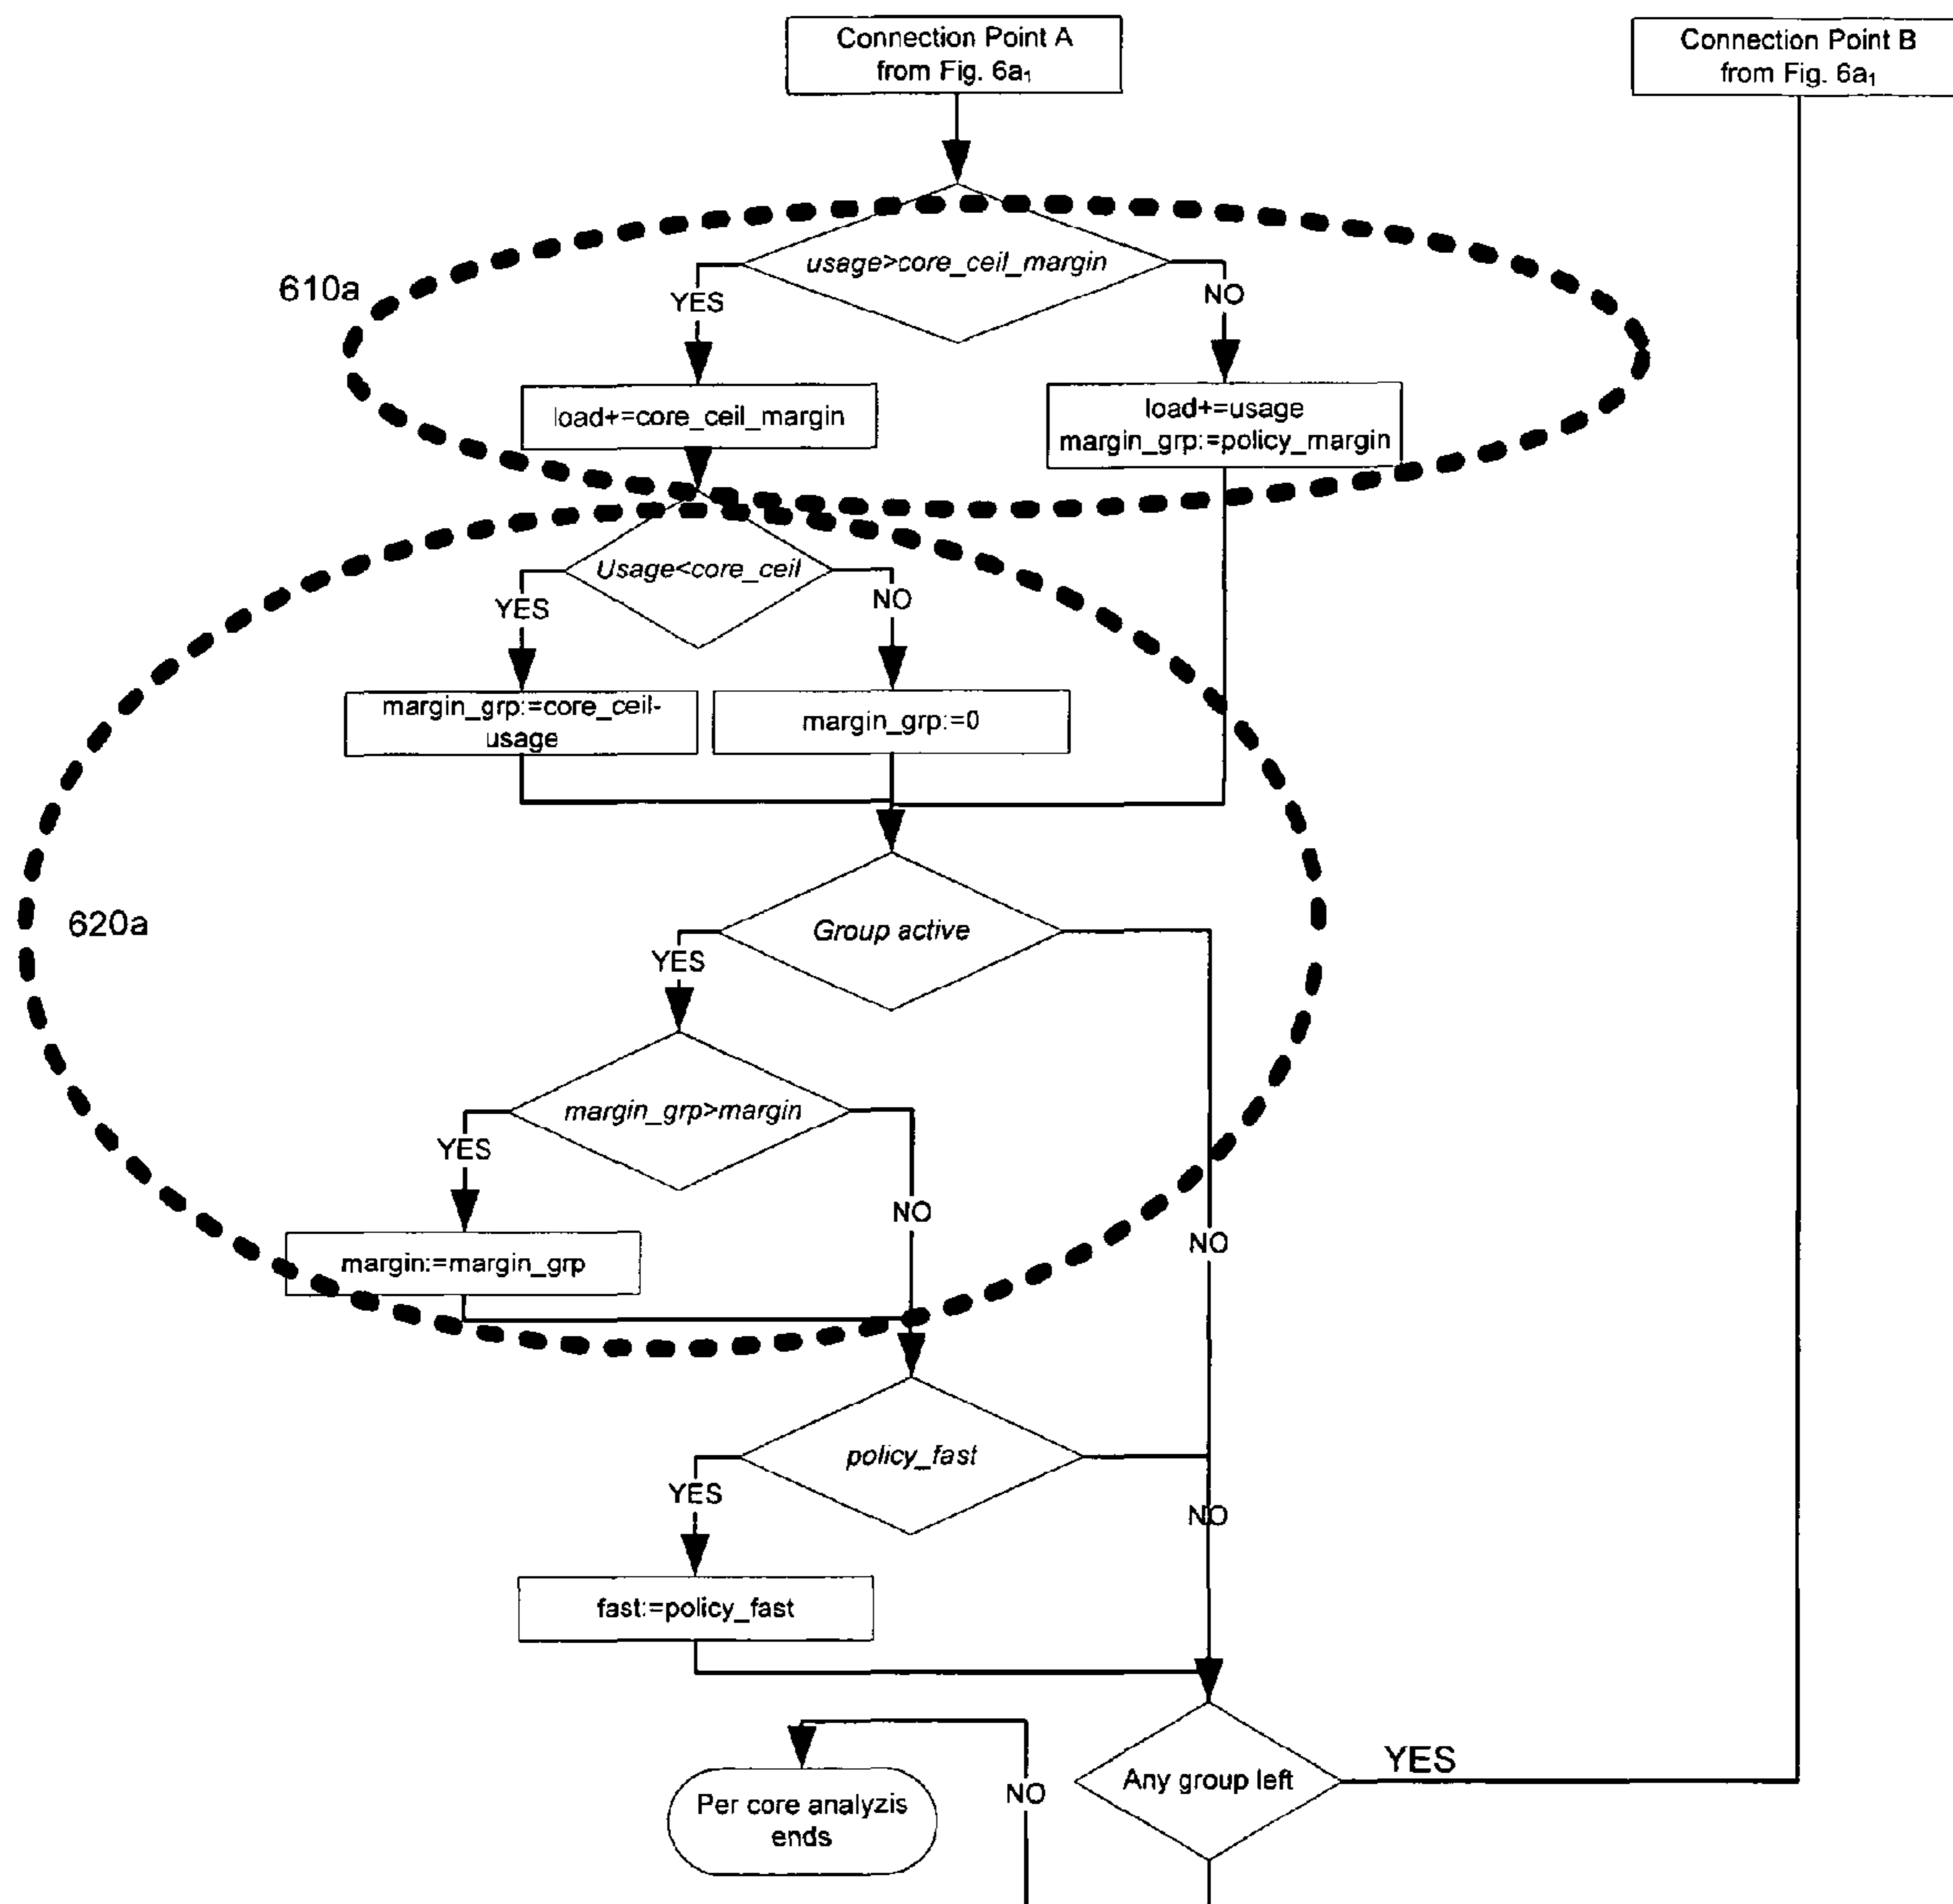 Connection Point A
from Fig. 6a₁
Connection Point B
from Fig. 6a₁
usage>core_ceil_margin
610a
YES
NO
load+=core_ceil_margin
load+=usage
margin_grp:=policy_margin
Usage<core_ceil
YES
NO
margin_grp:=core_ceil-
usage
margin_grp:=0
620a
Group active
YES
margin_grp>margin
YES
NO
NO
margin:=margin_grp
policy_fast
YES
NO
fast:=policy_fast
Any group left
YES
NO
Per core analyzis
ends